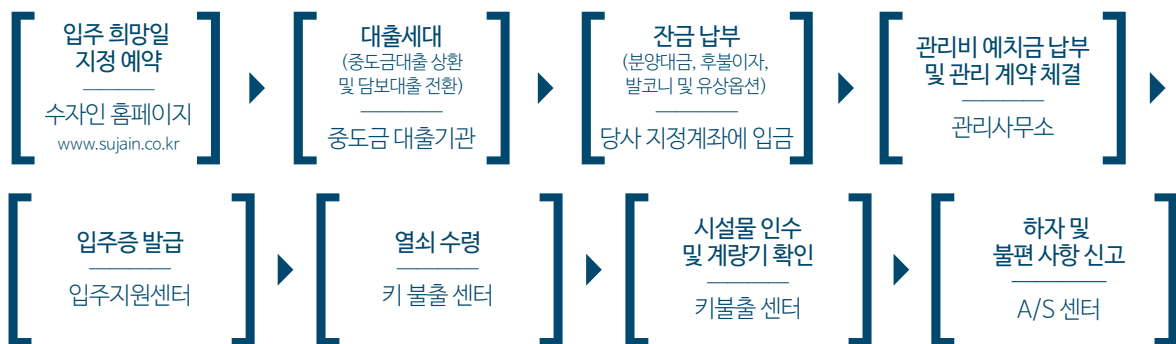 입주 희망일
지정 예약
수자인 홈페이지
www.sujain.co.kr
대출세대
(중도금대출 상환
및 담보대출 전환)
중도금 대출기관
잔금 납부
(분양대금, 후불이자,
발코니 및 유상옵션)
당사 지정계좌에 입금
관리비 예치금 납부
및 관리 계약 체결
관리사무소
입주증 발급
입주지원센터
열쇠 수령
키 불출 센터
시설물 인수
및 계량기 확인
키불출 센터
하자 및
불편 사항 신고
A/S 센터